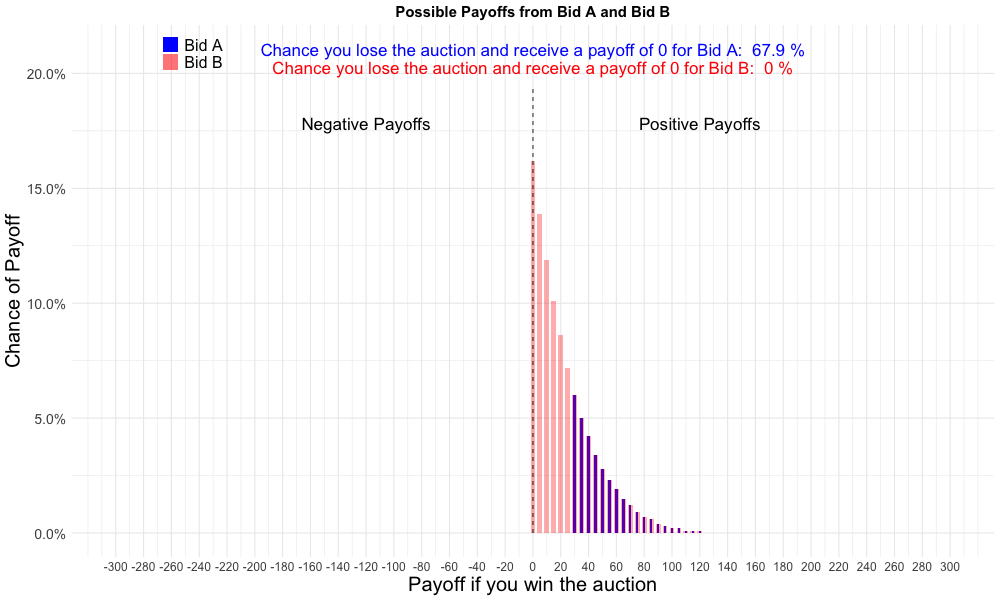 Possible Payoffs from Bid A and Bid B
Bid A
Bid B
Chance you lose the auction and receive a payoff of 0 for Bid A: 67.9 %
Chance you lose the auction and receive a payoff of 0 for Bid B: 0 %
Negative Payoffs
Positive Payoffs
Chance of Payoff
20.0%
15.0%
10.0%
5.0%
0.0%
-300 -280 -260 -240 -220 -200 -180 -160 -140 -120 -100 -80 -60 -40 -20 0 20 40 60 80 100 120 140 160 180 200 220 240 260 280 300
Payoff if you win the auction